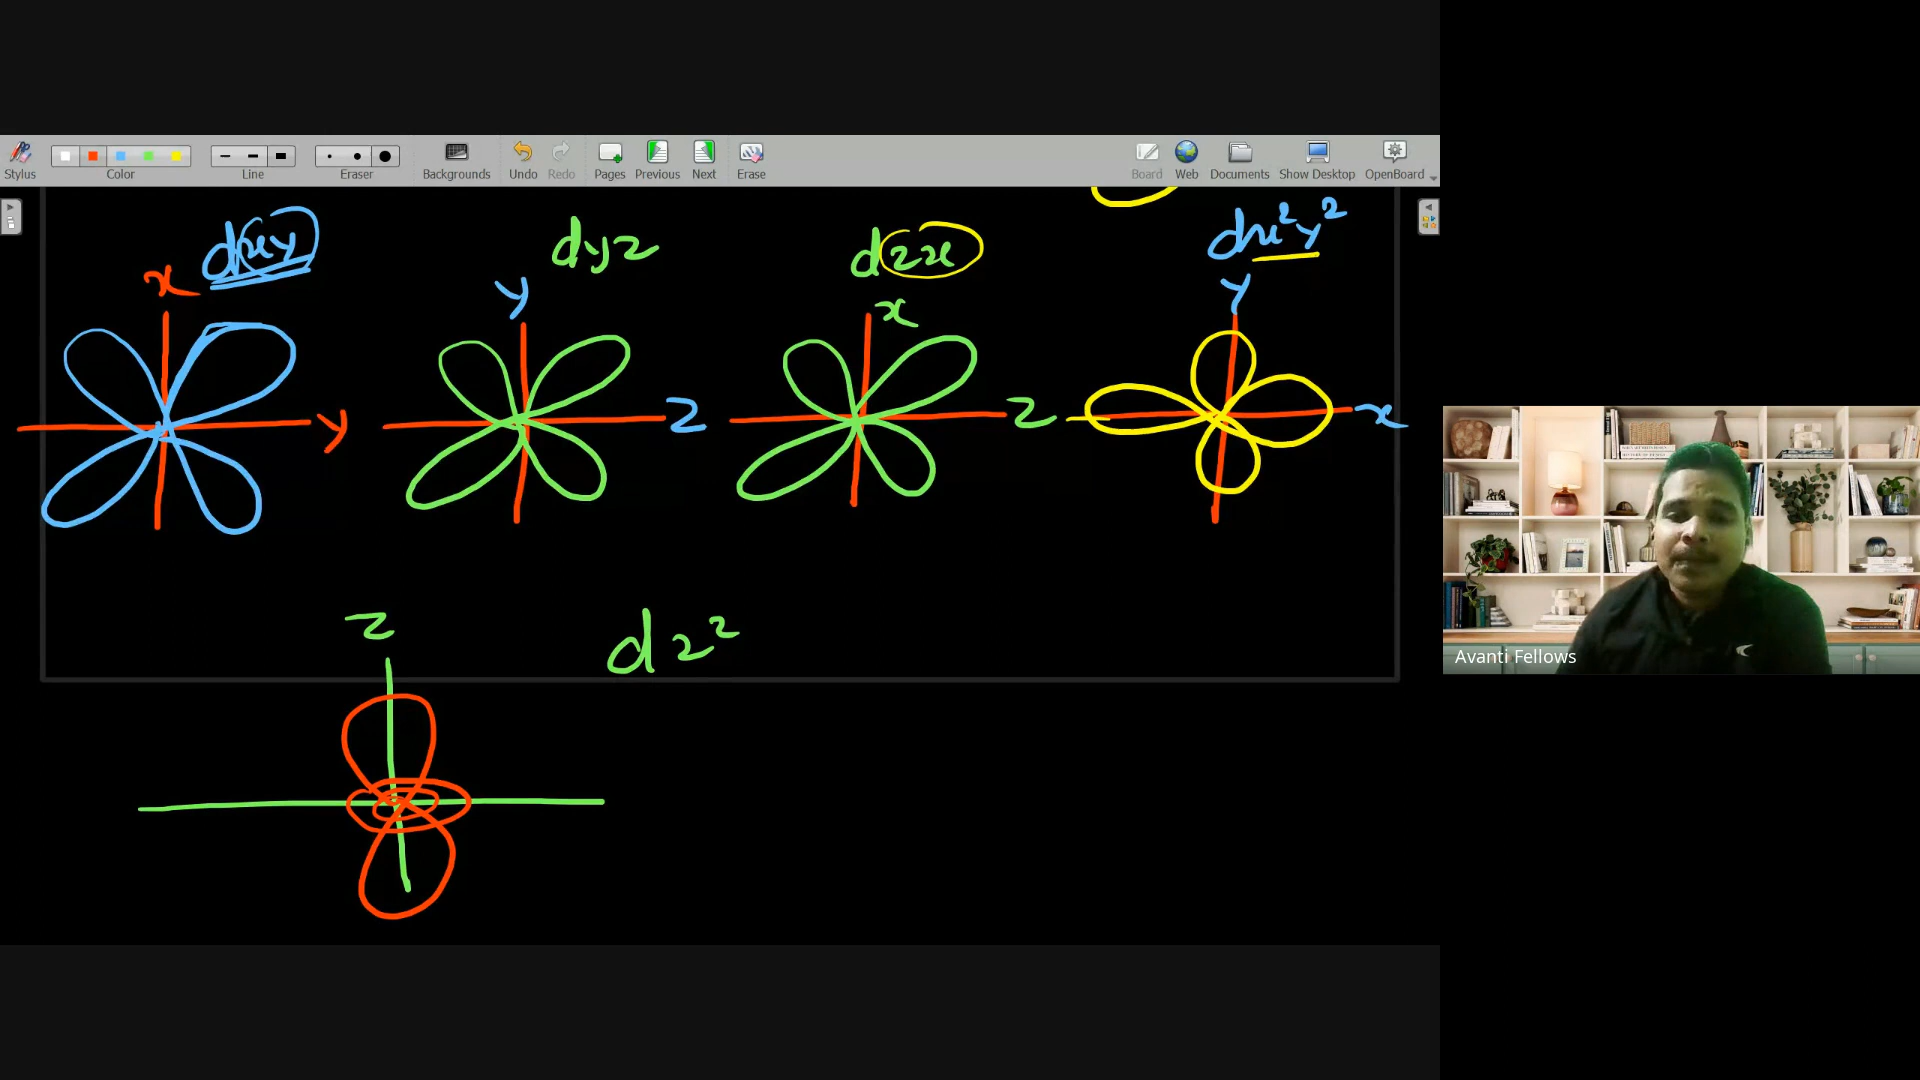 Stylus Color Line Eraser Backgrounds Undo Redo Pages Previous Next Erase Board Web Documents Show Desktop OpenBoard
dxy dyz dzx dx²y²
x y
y z
x z
y x
z dz²
Avanti Fellows